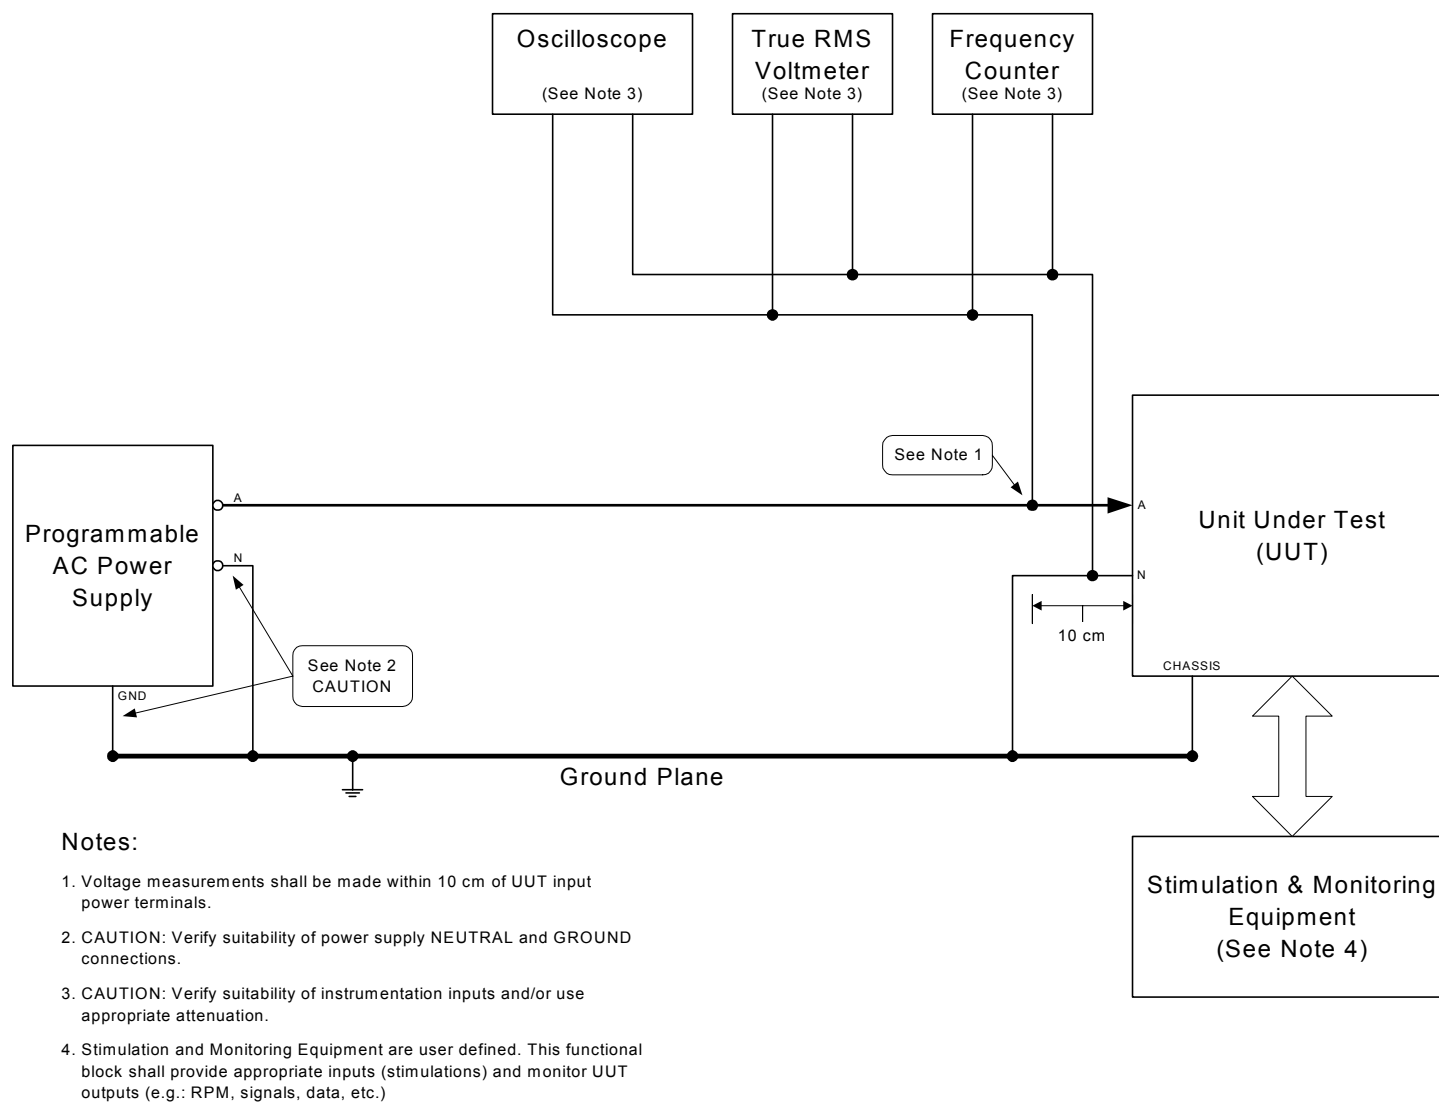 Oscilloscope
(See Note 3)
True RMS
Voltmeter
(See Note 3)
Frequency
Counter
(See Note 3)
See Note 1
A
A
Programmable
AC Power
Supply
N
Unit Under Test
(UUT)
N
10 cm
See Note 2
CAUTION
GND
CHASSIS
Ground Plane
Stimulation & Monitoring
Equipment
(See Note 4)
Notes:
1. Voltage measurements shall be made within 10 cm of UUT input
power terminals.
2. CAUTION: Verify suitability of power supply NEUTRAL and GROUND
connections.
3. CAUTION: Verify suitability of instrumentation inputs and/or use
appropriate attenuation.
4. Stimulation and Monitoring Equipment are user defined. This functional
block shall provide appropriate inputs (stimulations) and monitor UUT
outputs (e.g.: RPM, signals, data, etc.)